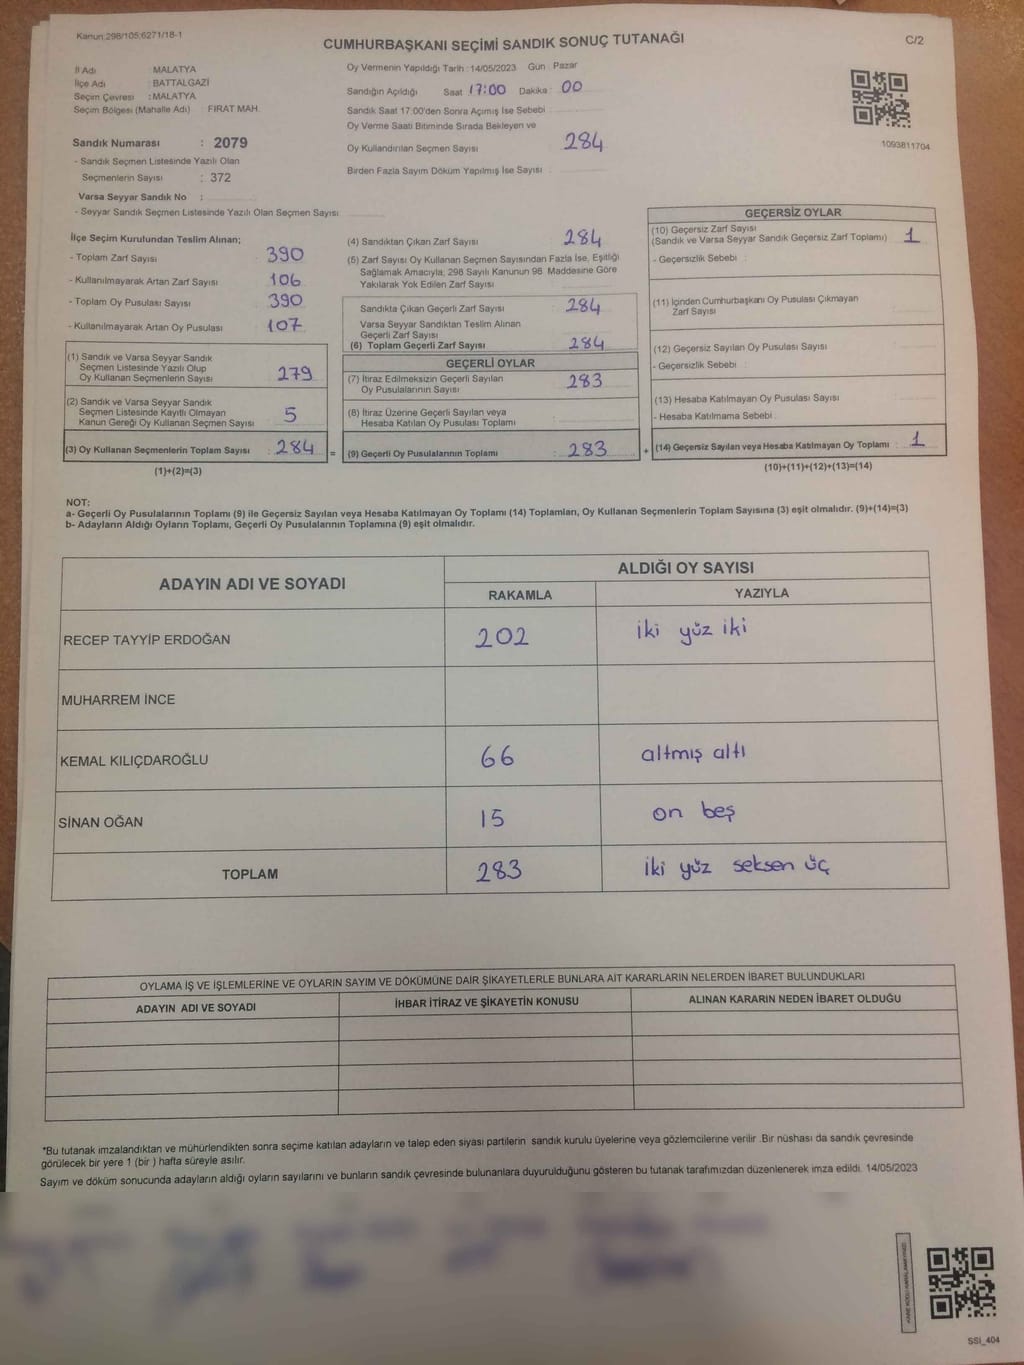 Kanun:298/105;6271/18-1
CUMHURBAŞKANI SEÇİMİ SANDIK SONUÇ TUTANAĞI
C/2
İl Adı : MALATYA
İlçe Adı : BATTALGAZİ
Seçim Çevresi : MALATYA
Seçim Bölgesi (Mahalle Adı) : FIRAT MAH.
Sandık Numarası : 2079
- Sandık Seçmen Listesinde Yazılı Olan
Seçmenlerin Sayısı : 372
Varsa Seyyar Sandık No :
- Seyyar Sandık Seçmen Listesinde Yazılı Olan Seçmen Sayısı
Oy Vermenin Yapıldığı Tarih : 14/05/2023 Gün : Pazar
Sandığın Açıldığı Saat 17:00 Dakika : 00
Sandık Saat 17:00'den Sonra Açımış İse Sebebi
Oy Verme Saati Bitiminde Sırada Bekleyen ve
Oy Kullandırılan Seçmen Sayısı 284
Birden Fazla Sayım Döküm Yapılmış İse Sayısı :
1093811704
İlçe Seçim Kurulundan Teslim Alınan;
- Toplam Zarf Sayısı 390
- Kullanılmayarak Artan Zarf Sayısı 106
- Toplam Oy Pusulası Sayısı 390
- Kullanılmayarak Artan Oy Pusulası 107
(1) Sandık ve Varsa Seyyar Sandık
Seçmen Listesinde Yazılı Olup
Oy Kullanan Seçmenlerin Sayısı 279
(2) Sandık ve Varsa Seyyar Sandık
Seçmen Listesinde Kayıtlı Olmayan
Kanun Gereği Oy Kullanan Seçmen Sayısı 5
(3) Oy Kullanan Seçmenlerin Toplam Sayısı : 284 =
(1)+(2)=(3)
(4) Sandıktan Çıkan Zarf Sayısı 284
(5) Zarf Sayısı Oy Kullanan Seçmen Sayısından Fazla İse, Eşitliği
Sağlamak Amacıyla, 298 Sayılı Kanunun 98. Maddesine Göre
Yakılarak Yok Edilen Zarf Sayısı
Sandıkta Çıkan Geçerli Zarf Sayısı 284
Varsa Seyyar Sandıktan Teslim Alınan
Geçerli Zarf Sayısı
(6) Toplam Geçerli Zarf Sayısı 284
GEÇERLİ OYLAR
(7) İtiraz Edilmeksizin Geçerli Sayılan
Oy Pusulalarının Sayısı 283
(8) İtiraz Üzerine Geçerli Sayılan veya
Hesaba Katılan Oy Pusulası Toplamı
(9) Geçerli Oy Pusulalarının Toplamı : 283 +
GEÇERSİZ OYLAR
(10) Geçersiz Zarf Sayısı
(Sandık ve Varsa Seyyar Sandık Geçersiz Zarf Toplamı) 1
- Geçersizlik Sebebi :
(11) İçinden Cumhurbaşkanı Oy Pusulası Çıkmayan
Zarf Sayısı
(12) Geçersiz Sayılan Oy Pusulası Sayısı
- Geçersizlik Sebebi :
(13) Hesaba Katılmayan Oy Pusulası Sayısı
- Hesaba Katılmama Sebebi :
(14) Geçersiz Sayılan veya Hesaba Katılmayan Oy Toplamı : 1
(10)+(11)+(12)+(13)=(14)
NOT:
a- Geçerli Oy Pusulalarının Toplamı (9) ile Geçersiz Sayılan veya Hesaba Katılmayan Oy Toplamı (14) Toplamları, Oy Kullanan Seçmenlerin Toplam Sayısına (3) eşit olmalıdır. (9)+(14)=(3)
b- Adayların Aldığı Oyların Toplamı, Geçerli Oy Pusulalarının Toplamına (9) eşit olmalıdır.
ADAYIN ADI VE SOYADI
ALDIĞI OY SAYISI
RAKAMLA YAZIYLA
RECEP TAYYİP ERDOĞAN 202 iki yüz iki
MUHARREM İNCE
KEMAL KILIÇDAROĞLU 66 altmış altı
SİNAN OĞAN 15 on beş
TOPLAM 283 iki yüz seksen üç
OYLAMA İŞ VE İŞLEMLERİNE VE OYLARIN SAYIM VE DÖKÜMÜNE DAİR ŞİKAYETLERLE BUNLARA AİT KARARLARIN NELERDEN İBARET BULUNDUKLARI
ADAYIN ADI VE SOYADI İHBAR İTİRAZ VE ŞİKAYETİN KONUSU ALINAN KARARIN NEDEN İBARET OLDUĞU
*Bu tutanak imzalandıktan ve mühürlendikten sonra seçime katılan adayların ve talep eden siyasi partilerin sandık kurulu üyelerine veya gözlemcilerine verilir .Bir nüshası da sandık çevresinde
görülecek bir yere 1 (bir ) hafta süreyle asılır.
Sayım ve döküm sonucunda adayların aldığı oyların sayılarını ve bunların sandık çevresinde bulunanlara duyurulduğunu gösteren bu tutanak tarafımızdan düzenlenerek imza edildi. 14/05/2023
SSİ_404